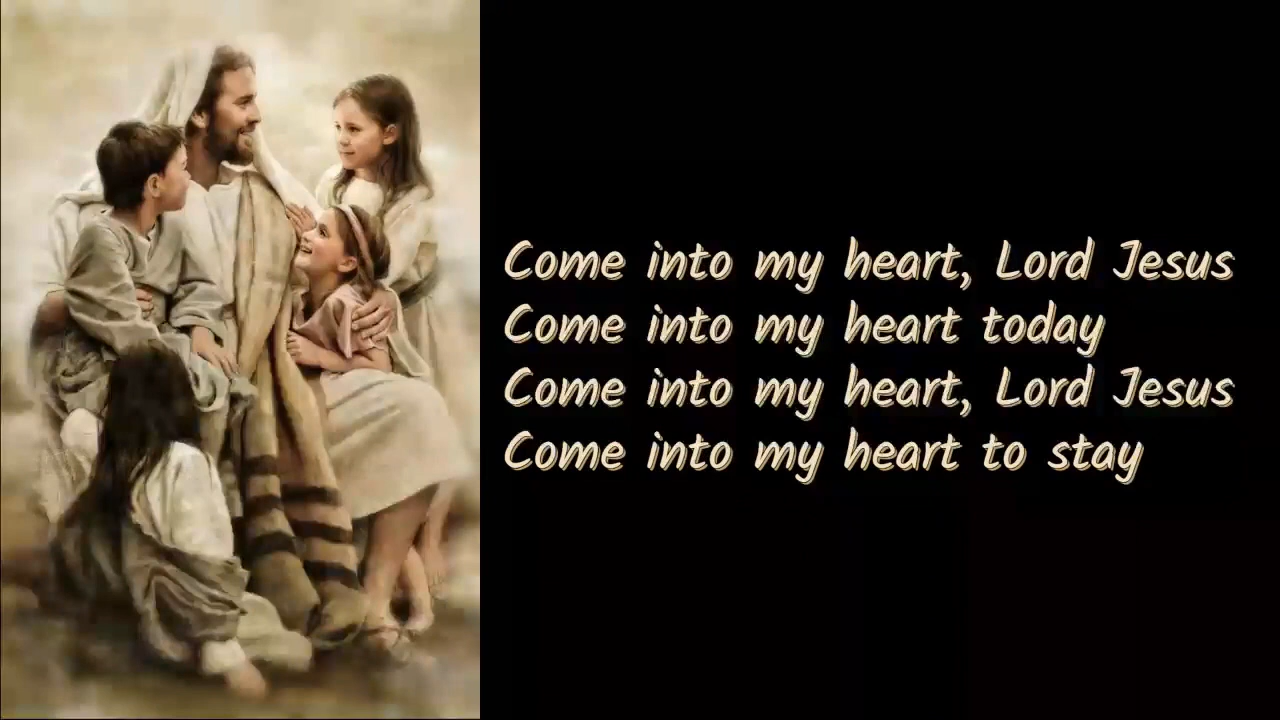 Come into my heart, Lord Jesus
Come into my heart today
Come into my heart, Lord Jesus
Come into my heart to stay